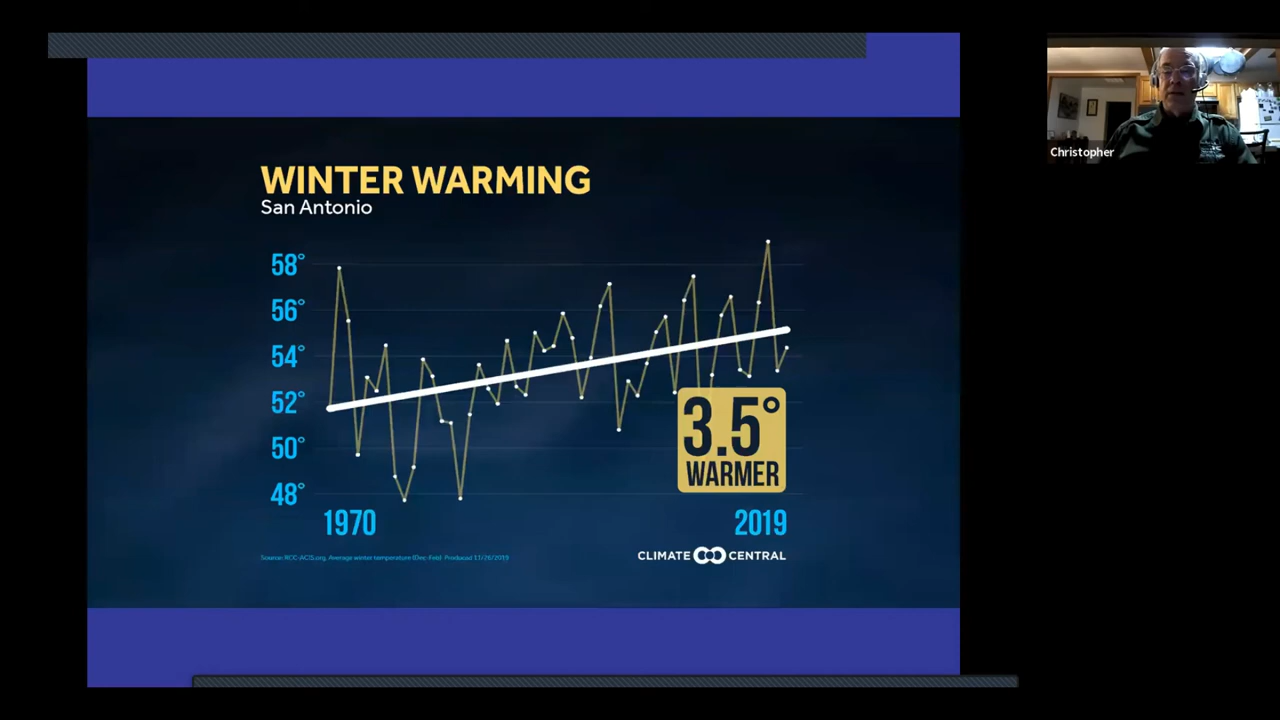 WINTER WARMING
San Antonio
58°
56°
54°
52°
50°
48°
3.5°
WARMER
1970
2019
Source: RCC-ACIS.org. Average winter temperature (Dec-Feb). Produced 11/26/2019
CLIMATE CENTRAL
Christopher